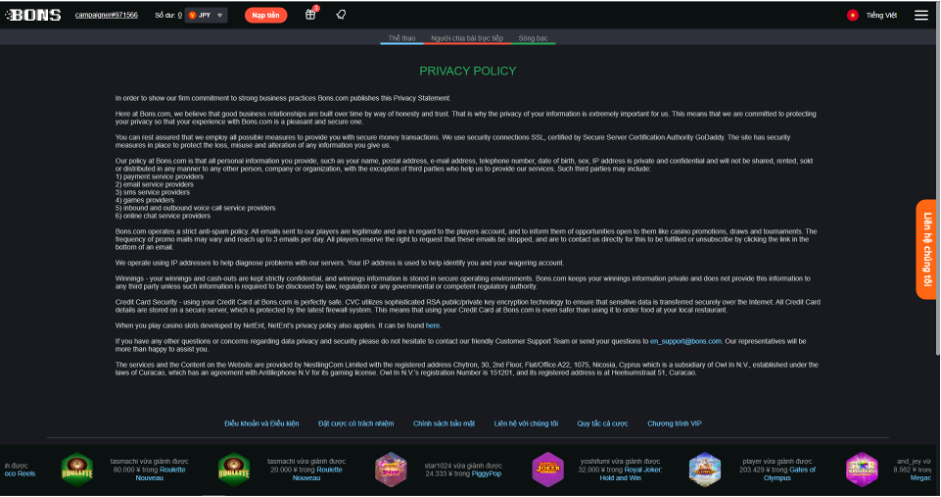 BONS campaigner#971566 Số dư: 0 ¥ JPY Nạp tiền 1 Tiếng Việt
Thể thao Người chia bài trực tiếp Sòng bạc
PRIVACY POLICY
In order to show our firm commitment to strong business practices Bons.com publishes this Privacy Statement.
Here at Bons.com, we believe that good business relationships are built over time by way of honesty and trust. That is why the privacy of your information is extremely important for us. This means that we are committed to protecting
your privacy so that your experience with Bons.com is a pleasant and secure one.
You can rest assured that we employ all possible measures to provide you with secure money transactions. We use security connections SSL, certified by Secure Server Certification Authority GoDaddy. The site has security
measures in place to protect the loss, misuse and alteration of any information you give us.
Our policy at Bons.com is that all personal information you provide, such as your name, postal address, e-mail address, telephone number, date of birth, sex, IP address is private and confidential and will not be shared, rented, sold
or distributed in any manner to any other person, company or organization, with the exception of third parties who help us to provide our services. Such third parties may include:
1) payment service providers
2) email service providers
3) sms service providers
4) games providers
5) inbound and outbound voice call service providers
6) online chat service providers
Bons.com operates a strict anti-spam policy. All emails sent to our players are legitimate and are in regard to the players account, and to inform them of opportunities open to them like casino promotions, draws and tournaments. The
frequency of promo mails may vary and reach up to 3 emails per day. All players reserve the right to request that these emails be stopped, and are to contact us directly for this to be fulfilled or unsubscribe by clicking the link in the
bottom of an email.
We operate using IP addresses to help diagnose problems with our servers. Your IP address is used to help identify you and your wagering account.
Winnings - your winnings and cash-outs are kept strictly confidential, and winnings information is stored in secure operating environments. Bons.com keeps your winnings information private and does not provide this information to
any third party unless such information is required to be disclosed by law, regulation or any governmental or competent regulatory authority.
Credit Card Security - using your Credit Card at Bons.com is perfectly safe. CVC utilizes sophisticated RSA public/private key encryption technology to ensure that sensitive data is transferred securely over the Internet. All Credit Card
details are stored on a secure server, which is protected by the latest firewall system. This means that using your Credit Card at Bons.com is even safer than using it to order food at your local restaurant.
When you play casino slots developed by NetEnt, NetEnt's privacy policy also applies. It can be found here.
If you have any other questions or concerns regarding data privacy and security please do not hesitate to contact our friendly Customer Support Team or send your questions to en_support@bons.com. Our representatives will be
more than happy to assist you.
The services and the Content on the Website are provided by NestlingCom Limited with the registered address Chytron, 30, 2nd Floor, Flat/Office A22, 1075, Nicosia, Cyprus which is a subsidiary of Owl In N.V., established under the
laws of Curacao, which has an agreement with Antillephone N.V for its gaming license. Owl In N.V.'s registration Number is 151201, and its registered address is at Heelsumstraat 51, Curacao.
Liên hệ chúng tôi
Điều khoản và Điều kiện Đặt cược có trách nhiệm Chính sách bảo mật Liên hệ với chúng tôi Quy tắc cá cược Chương trình VIP
h được
oco Reels
tasmachi vừa giành được
60.000 ¥ trong Roulette
Nouveau
tasmachi vừa giành được
20.000 ¥ trong Roulette
Nouveau
star1024 vừa giành được
24.333 ¥ trong PiggyPop
yoshifumi vừa giành được
32.000 ¥ trong Royal Joker:
Hold and Win
player vừa giành được
203.429 ¥ trong Gates of
Olympus
and_jey vừ
8.562 ¥ tron
Megac